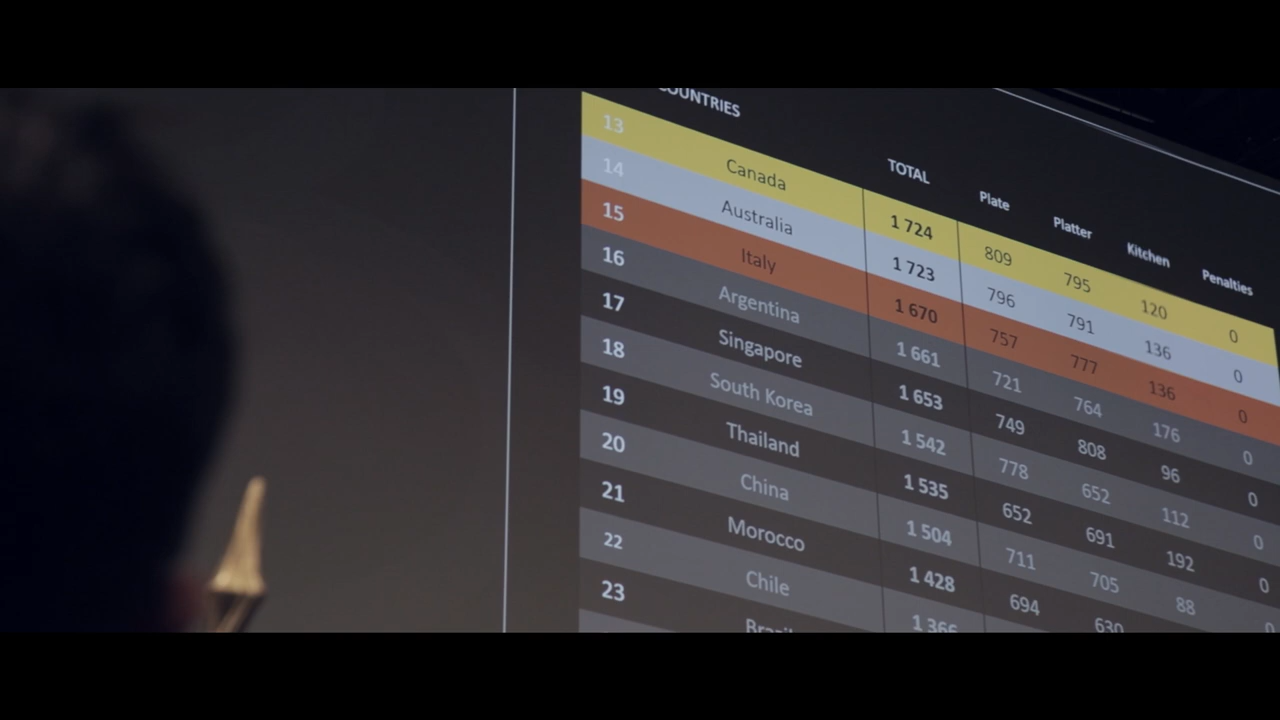 COUNTRIES TOTAL Plate Platter Kitchen Penalties
13 Canada 1 724 809 795 120 0
14 Australia 1 723 796 791 136 0
15 Italy 1 670 757 777 136 0
16 Argentina 1 661 721 764 176 0
17 Singapore 1 653 749 808 96 0
18 South Korea 1 542 778 652 112 0
19 Thailand 1 535 652 691 192 0
20 China 1 504 711 705 88 0
21 Morocco 1 428 694 630
22 Chile 1 366
23 Brazil